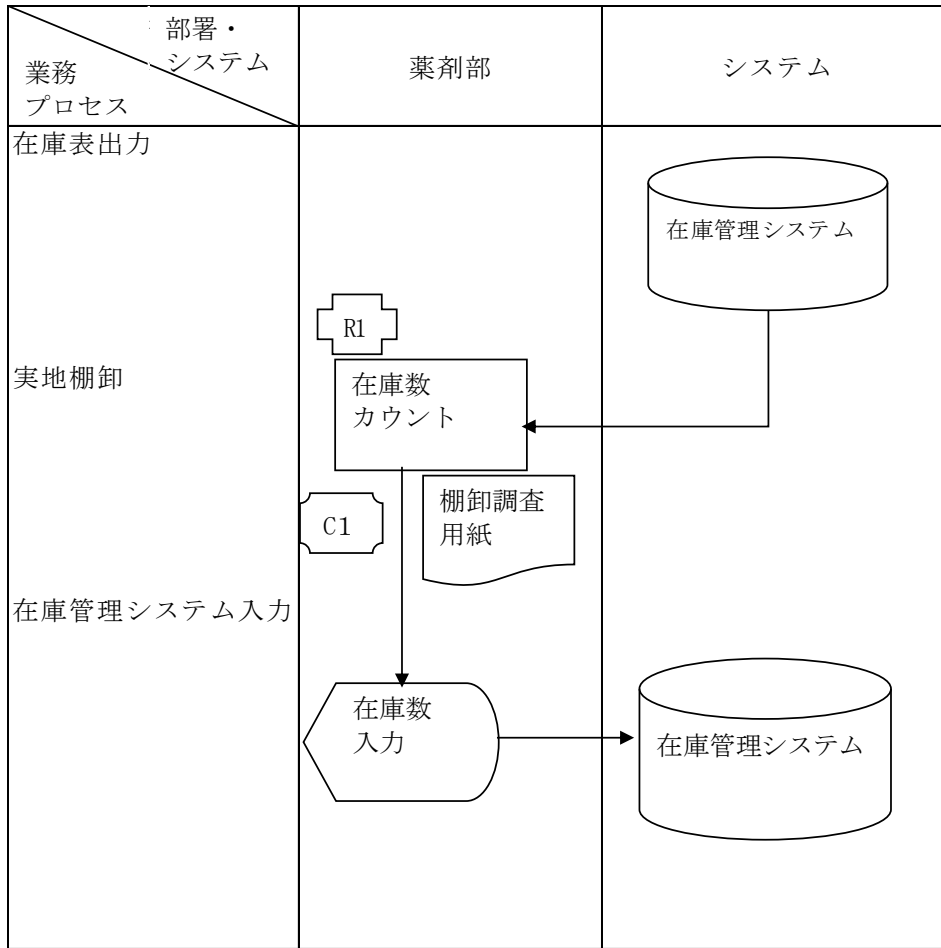 部署・
システム
業務
プロセス
薬剤部
システム
在庫表出力
在庫管理システム
R1
実地棚卸
在庫数
カウント
棚卸調査
用紙
C1
在庫管理システム入力
在庫数
入力
在庫管理システム